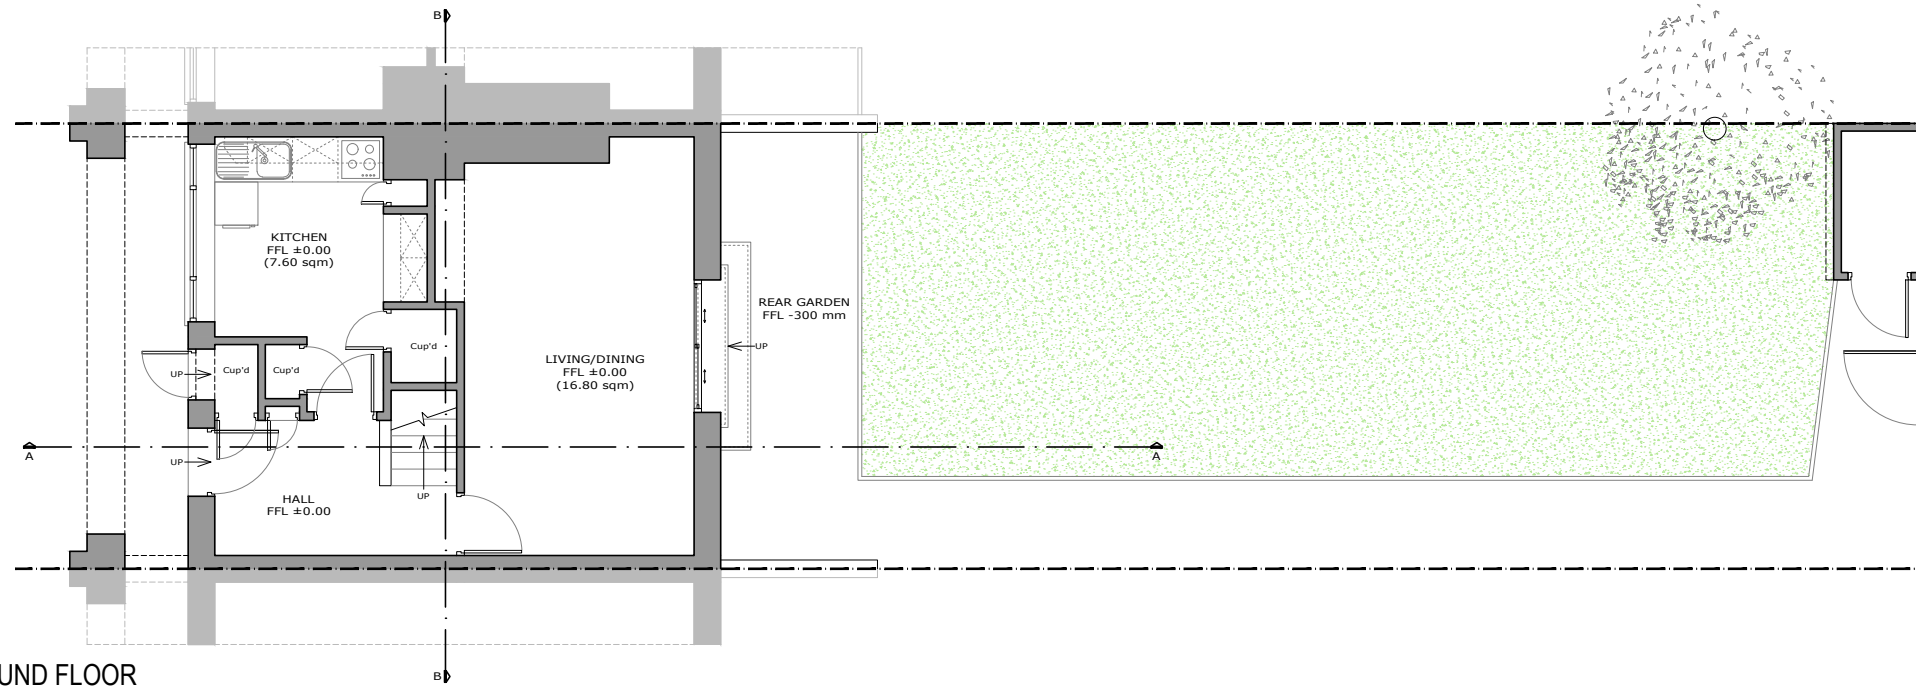 B
KITCHEN
FFL ±0.00
(7.60 sqm)
REAR GARDEN
FFL -300 mm
UP
Cup'd
LIVING/DINING
FFL ±0.00
(16.80 sqm)
UP
Cup'd
Cup'd
A
A
UP
UP
HALL
FFL ±0.00
B
UND FLOOR